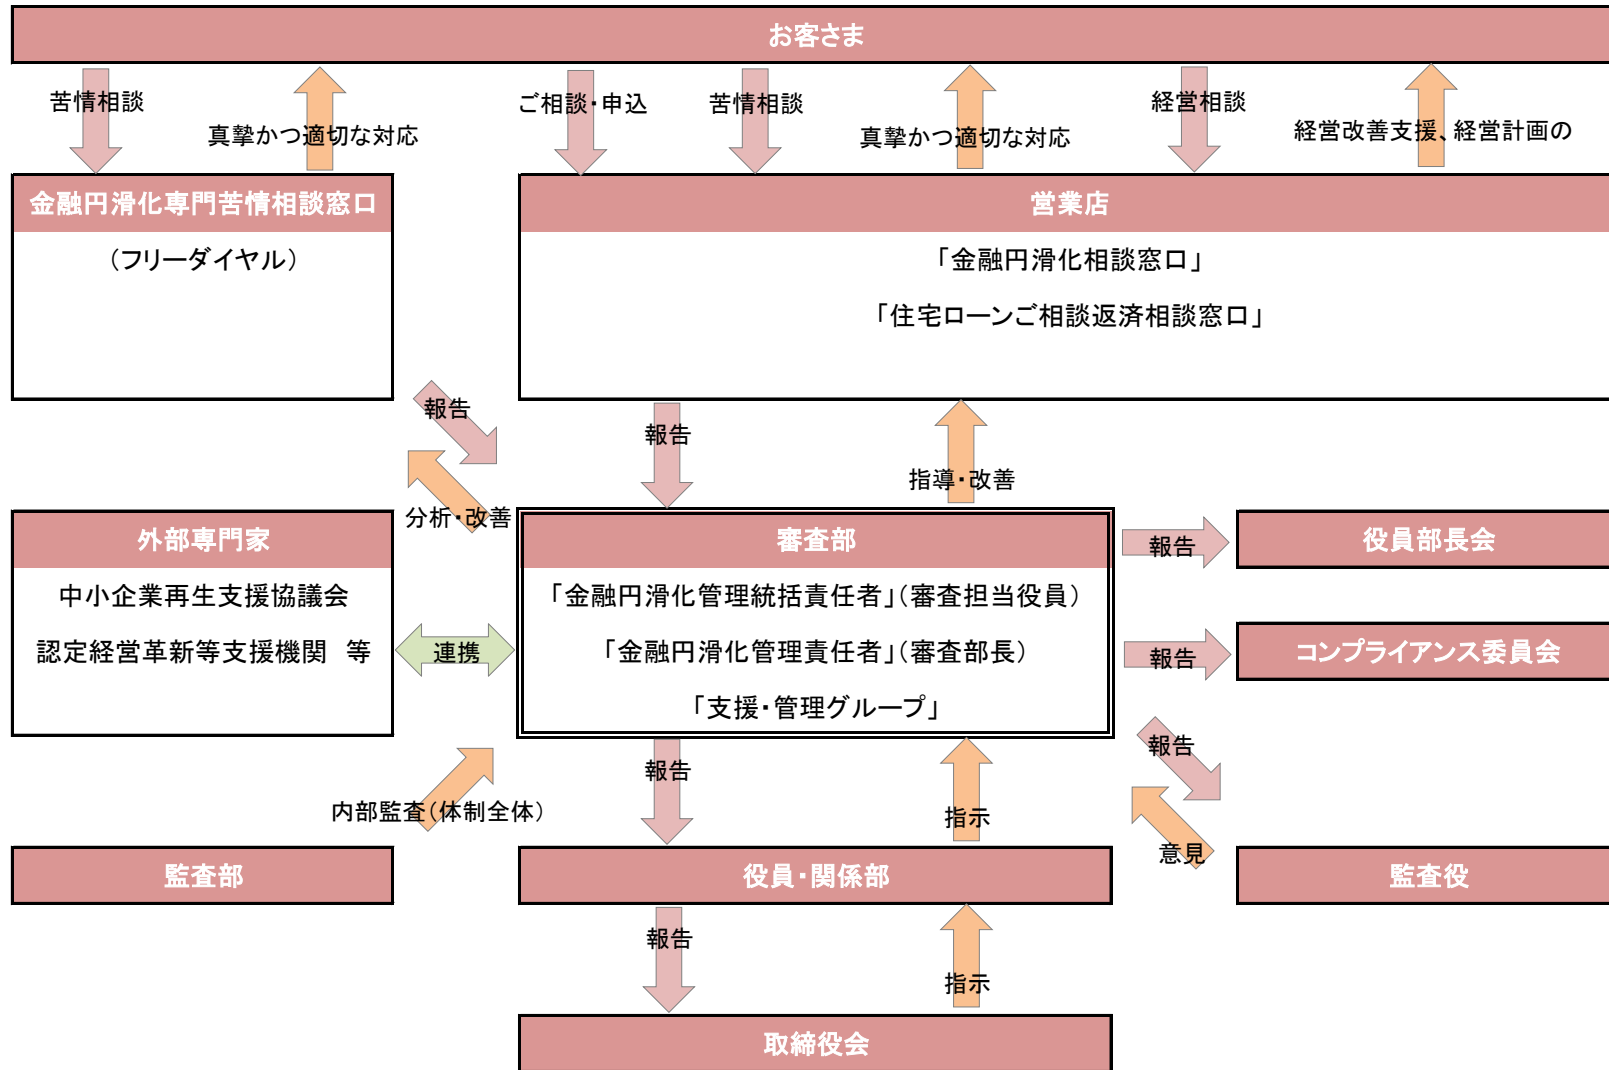 お客さま
苦情相談
真摯かつ適切な対応
ご相談・申込
苦情相談
真摯かつ適切な対応
経営相談
経営改善支援、経営計画の
金融円滑化専門苦情相談窓口
（フリーダイヤル）
営業店
「金融円滑化相談窓口」
「住宅ローンご相談返済相談窓口」
報告
分析・改善
報告
指導・改善
外部専門家
中小企業再生支援協議会
認定経営革新等支援機関　等
連携
審査部
「金融円滑化管理統括責任者」（審査担当役員）
「金融円滑化管理責任者」（審査部長）
「支援・管理グループ」
報告
役員部長会
報告
コンプライアンス委員会
内部監査（体制全体）
報告
指示
報告
意見
監査部
役員・関係部
監査役
報告
指示
取締役会